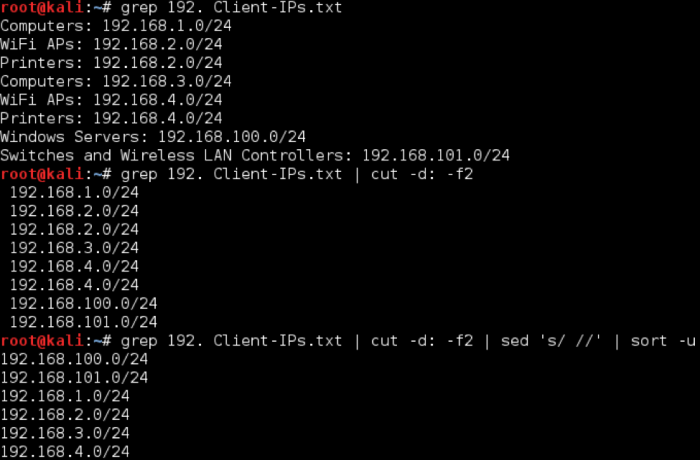 root@kali:~# grep 192. Client-IPs.txt
Computers: 192.168.1.0/24
WiFi APs: 192.168.2.0/24
Printers: 192.168.2.0/24
Computers: 192.168.3.0/24
WiFi APs: 192.168.4.0/24
Printers: 192.168.4.0/24
Windows Servers: 192.168.100.0/24
Switches and Wireless LAN Controllers: 192.168.101.0/24
root@kali:~# grep 192. Client-IPs.txt | cut -d: -f2
 192.168.1.0/24
 192.168.2.0/24
 192.168.2.0/24
 192.168.3.0/24
 192.168.4.0/24
 192.168.4.0/24
 192.168.100.0/24
 192.168.101.0/24
root@kali:~# grep 192. Client-IPs.txt | cut -d: -f2 | sed 's/ //' | sort -u
192.168.100.0/24
192.168.101.0/24
192.168.1.0/24
192.168.2.0/24
192.168.3.0/24
192.168.4.0/24